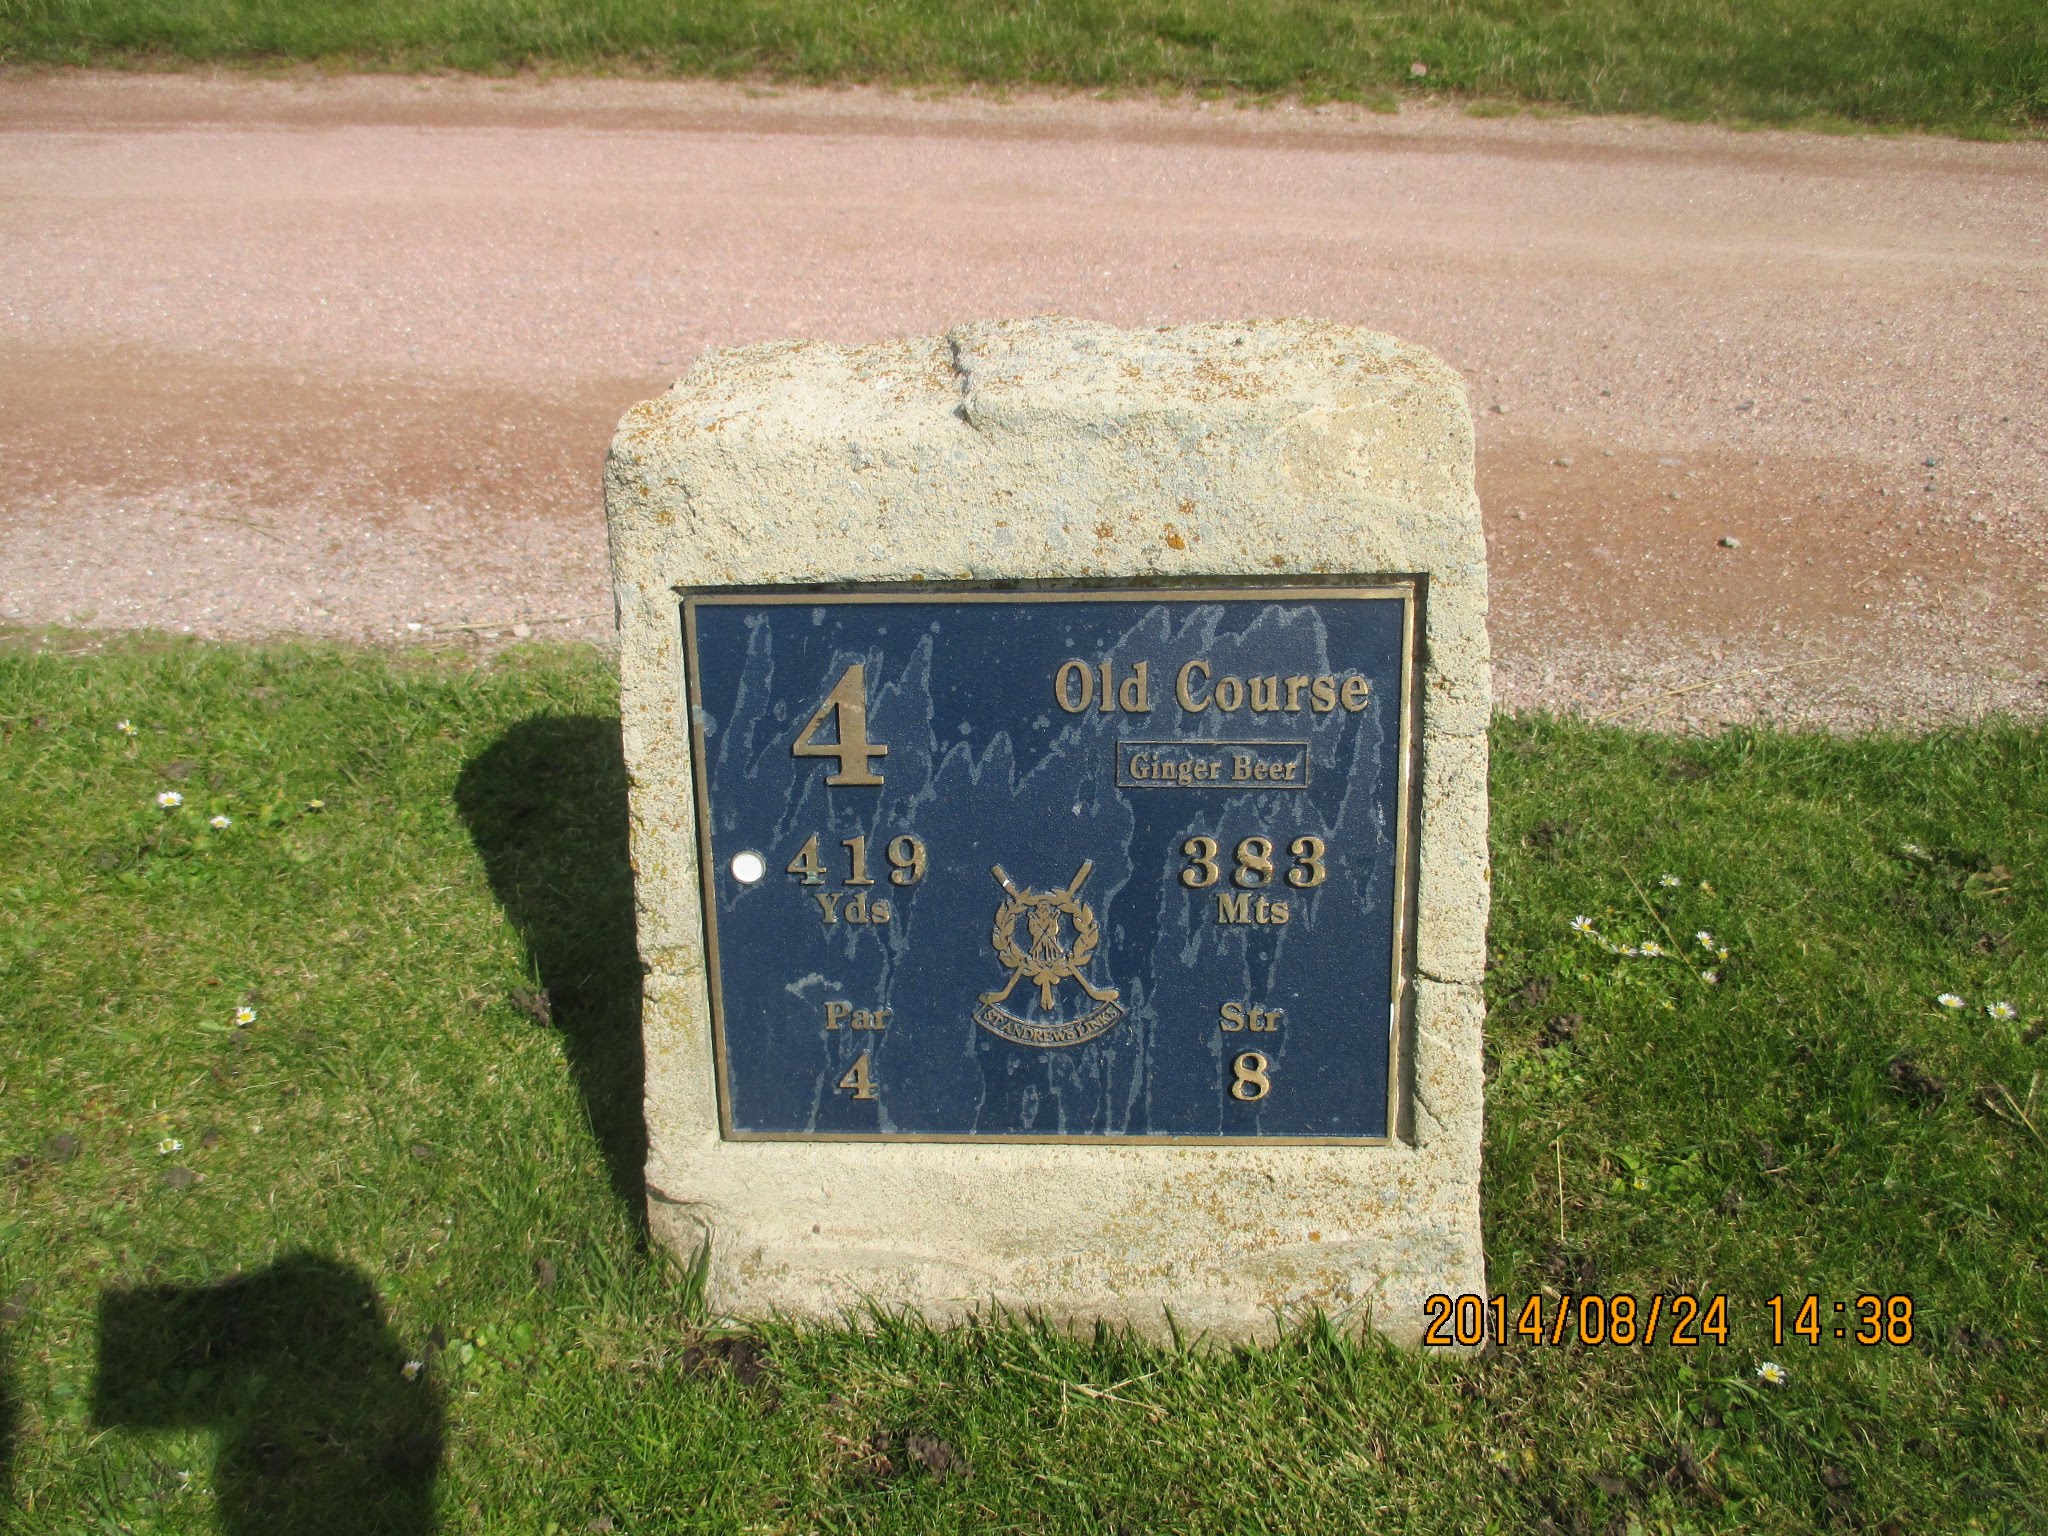 4
Old Course
Ginger Beer
419
Yds
383
Mts
ST ANDREWS LINKS
Par
4
Str
8
2014/08/24 14:38